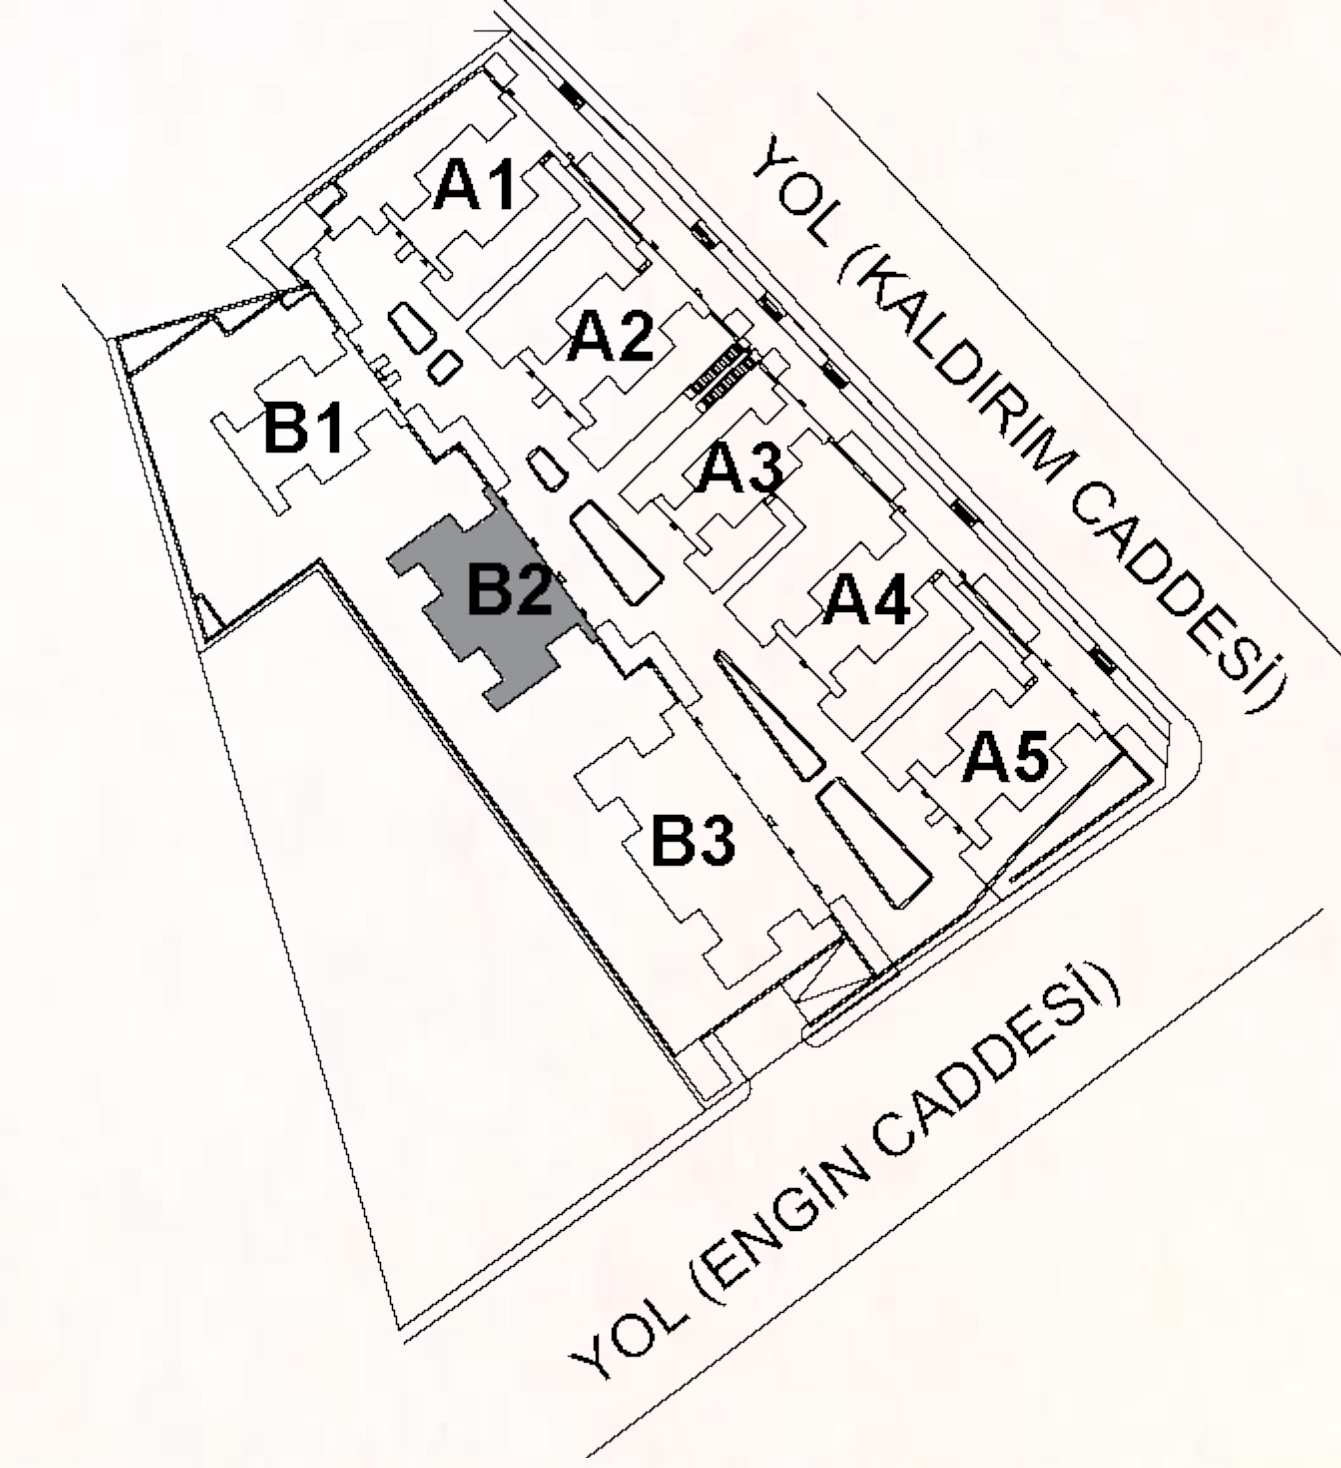 A1
YOL (KALDIRIM CADDESİ)
A2
B1
A3
B2
A4
A5
B3
YOL (ENGİN CADDESİ)